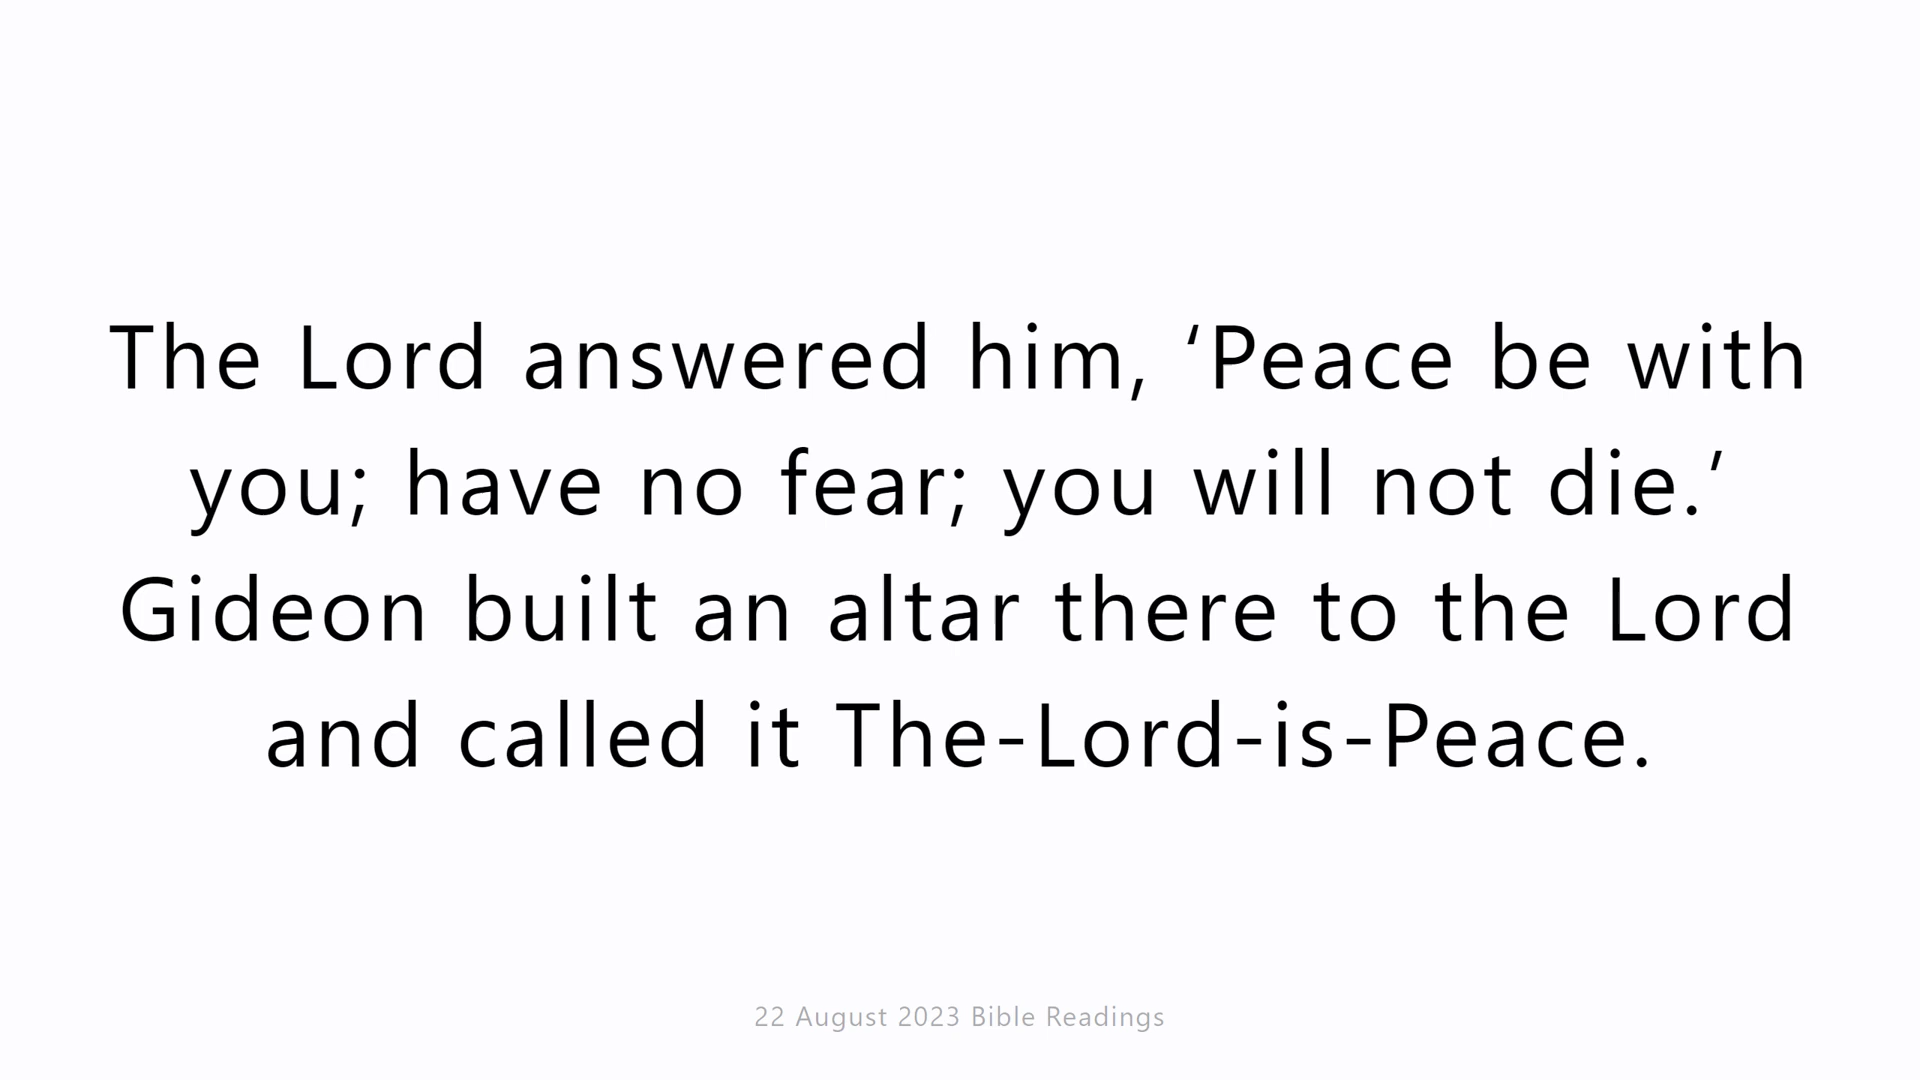 The Lord answered him, ‘Peace be with
you; have no fear; you will not die.’
Gideon built an altar there to the Lord
and called it The-Lord-is-Peace.
22 August 2023 Bible Readings